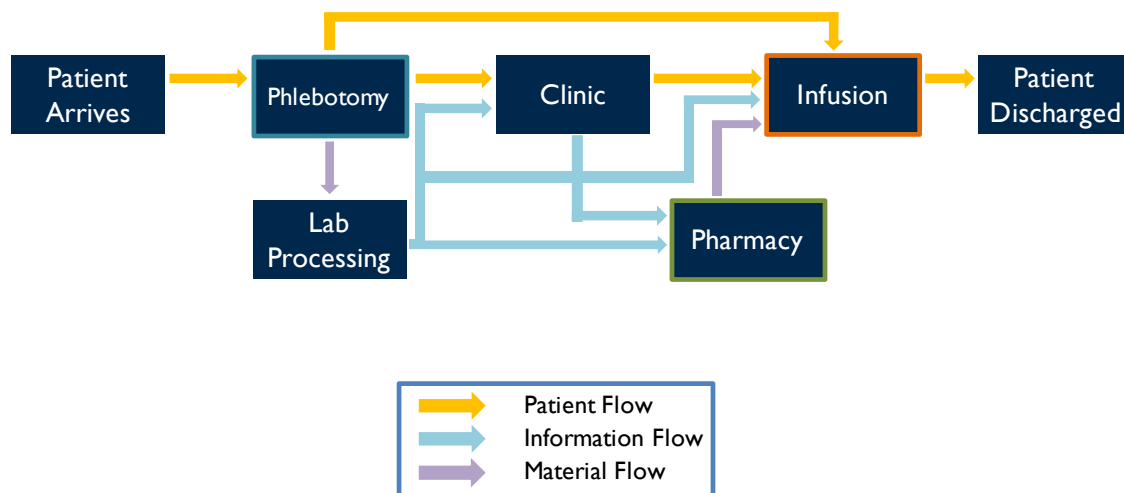 Patient
Arrives
Phlebotomy
Clinic
Infusion
Patient
Discharged
Lab
Processing
Pharmacy
Patient Flow
Information Flow
Material Flow